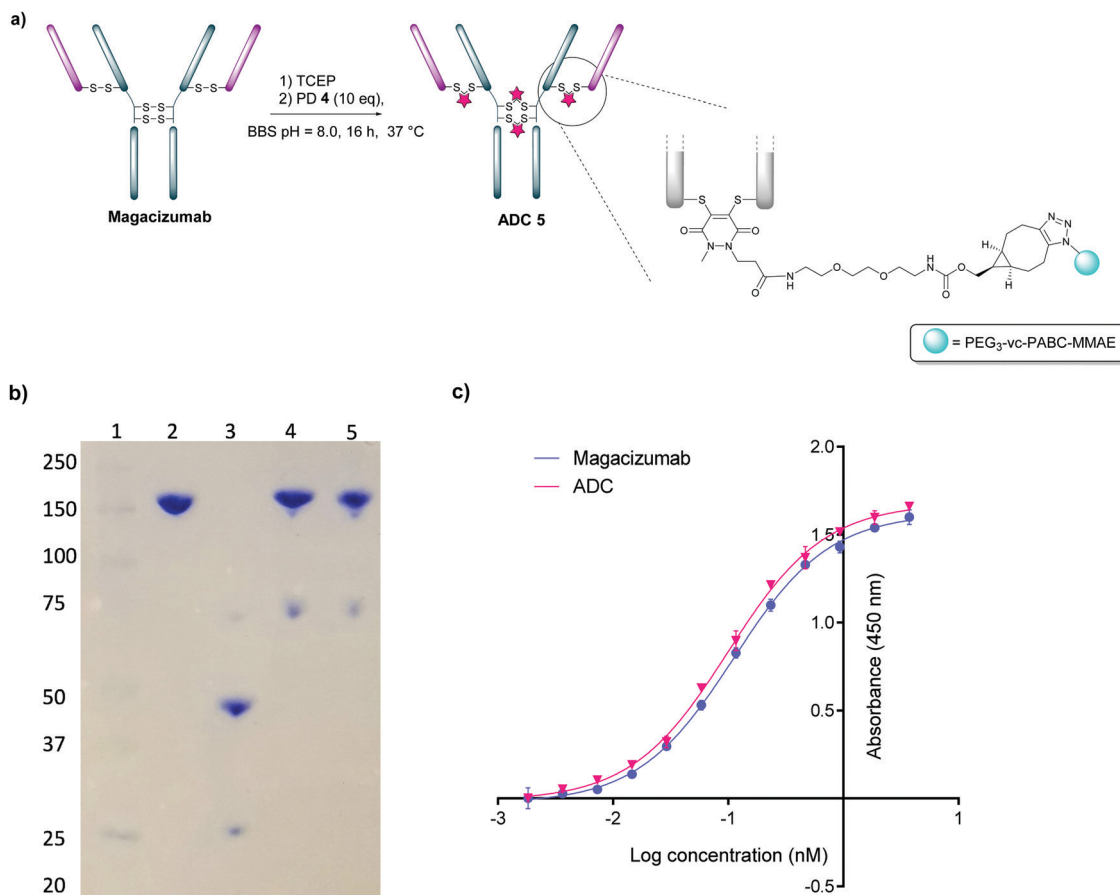 a)
S-S
S-S
S-S
S-S
Magacizumab
1) TCEP
2) PD 4 (10 eq),
BBS pH = 8.0, 16 h, 37 °C
S S
S S
S S
S S
ADC 5
S
S
O
N
N
O
O
N
H
O
O
H
N
O
O
H
H
N
N
N
= PEG3-vc-PABC-MMAE
b)
1 2 3 4 5
250
150
100
75
50
37
25
20
c)
Magacizumab
ADC
2.0
1.5
1.0
0.5
-0.5
Absorbance (450 nm)
-3 -2 -1 1
Log concentration (nM)